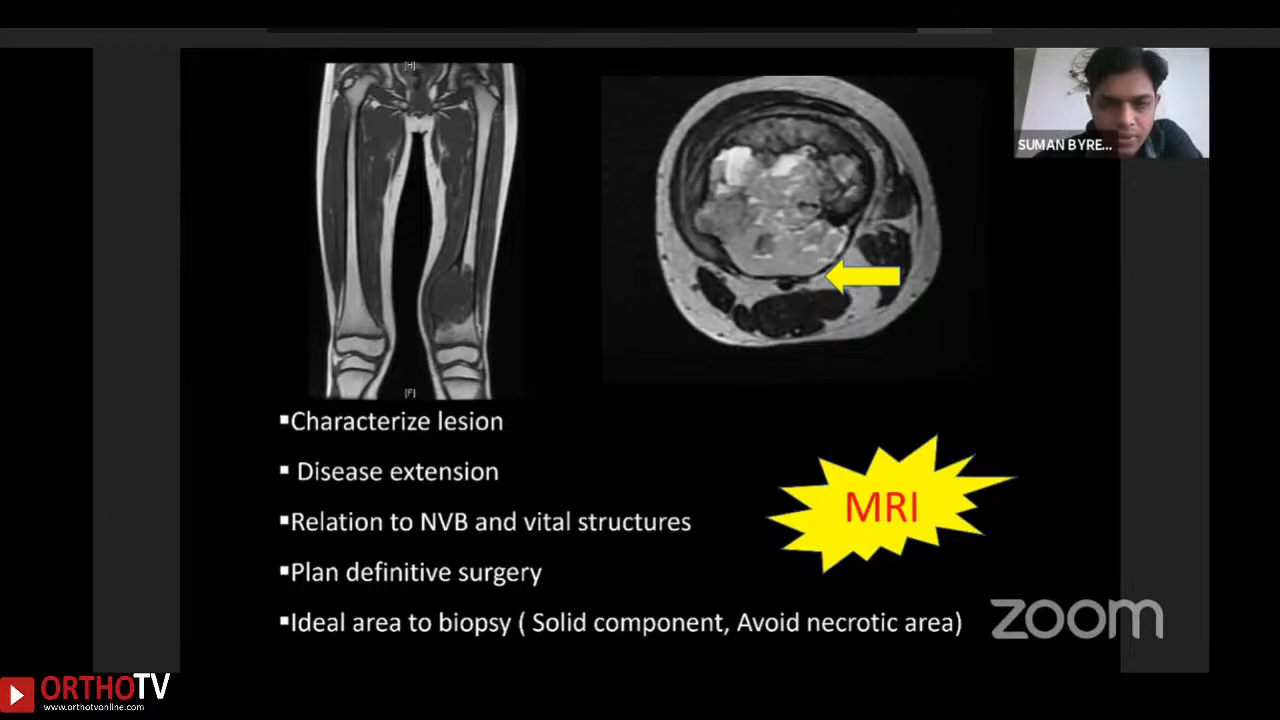 [H]
SUMAN BYRE...
[F]
▪Characterize lesion
▪ Disease extension
▪Relation to NVB and vital structures
▪Plan definitive surgery
▪Ideal area to biopsy ( Solid component, Avoid necrotic area)
MRI
zoom
ORTHOTV
www.orthotvonline.com